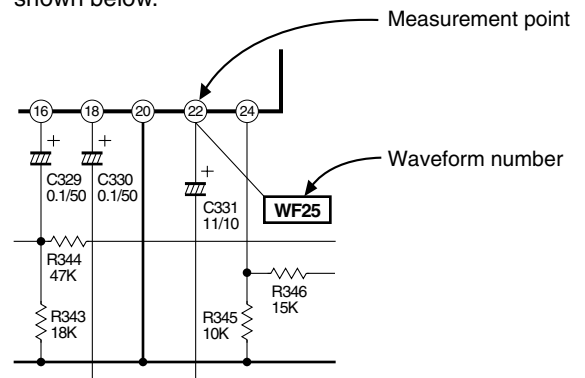 shown below.
Measurement point
16 18 20 22 24
Waveform number
C329
0.1/50
C330
0.1/50
C331
11/10
WF25
R344
47K
R346
15K
R343
18K
R345
10K